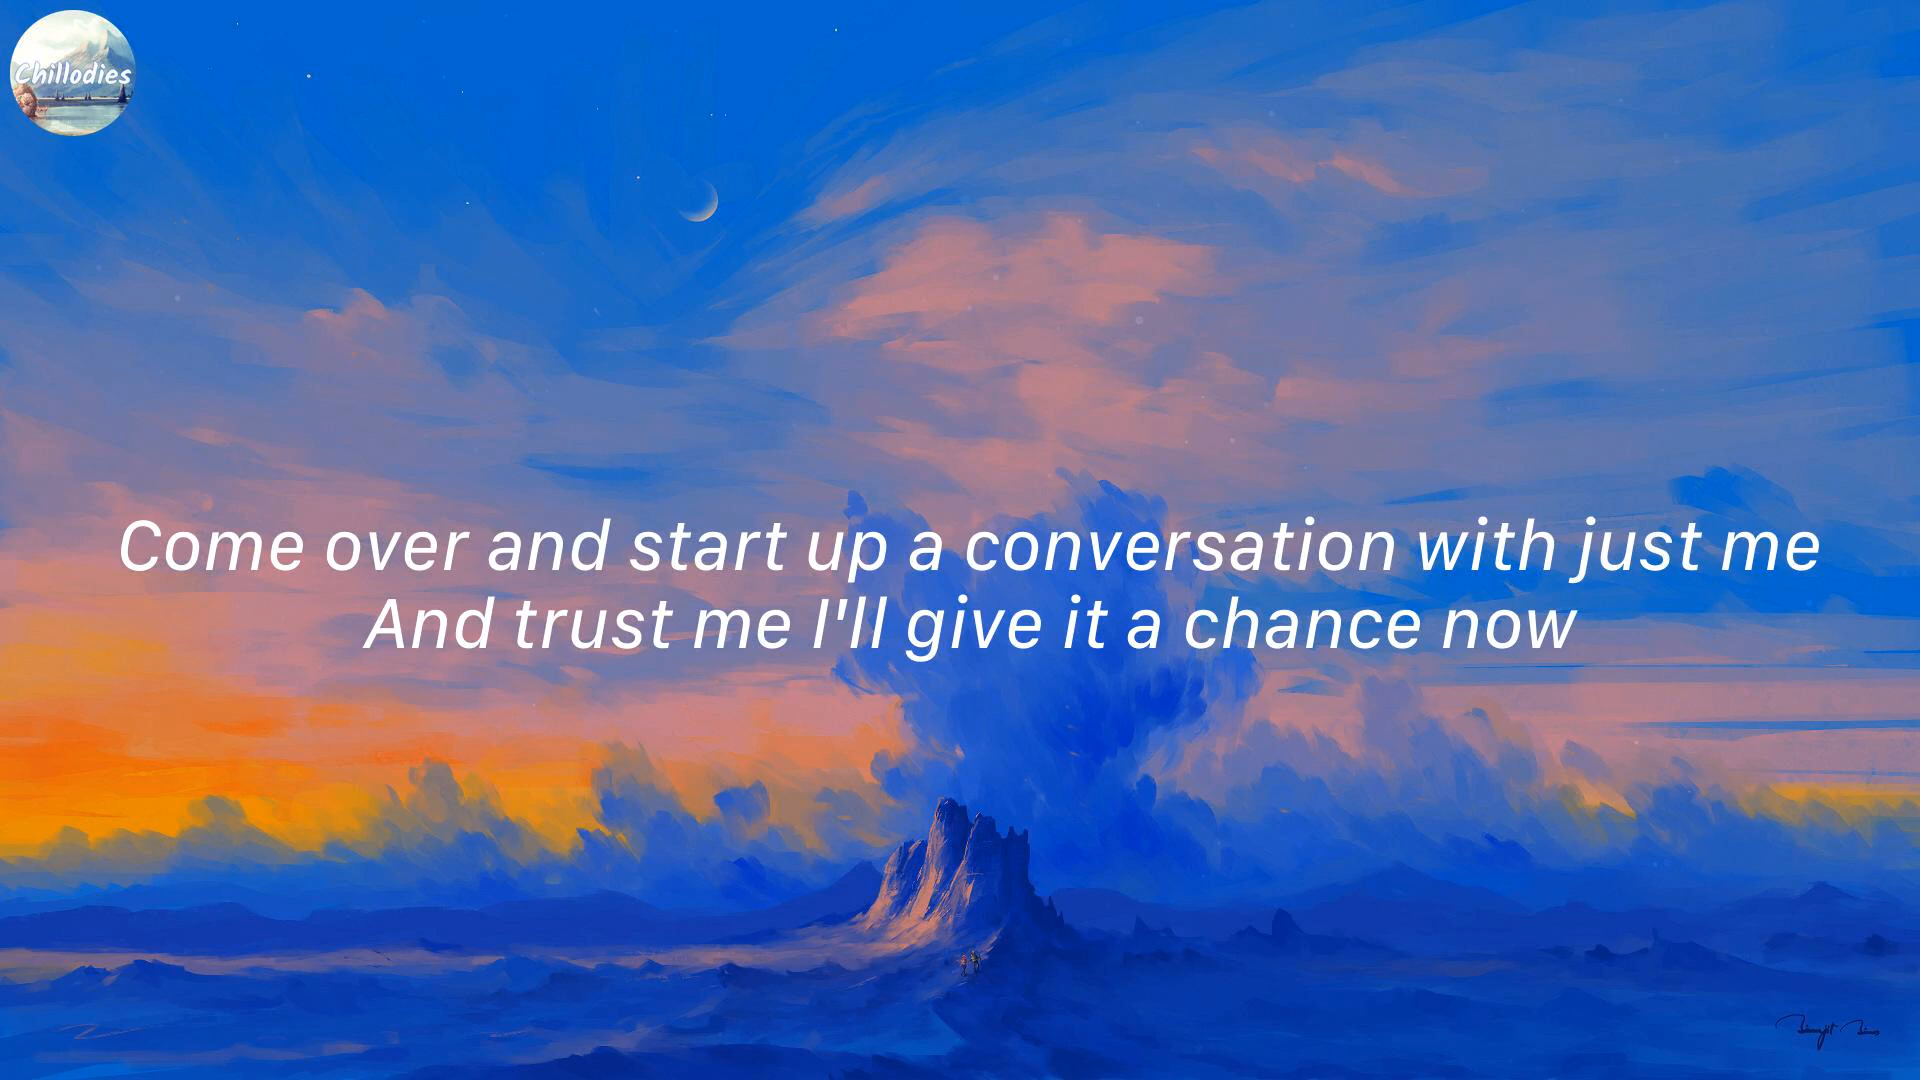 Chillodies
Come over and start up a conversation with just me
And trust me I'll give it a chance now